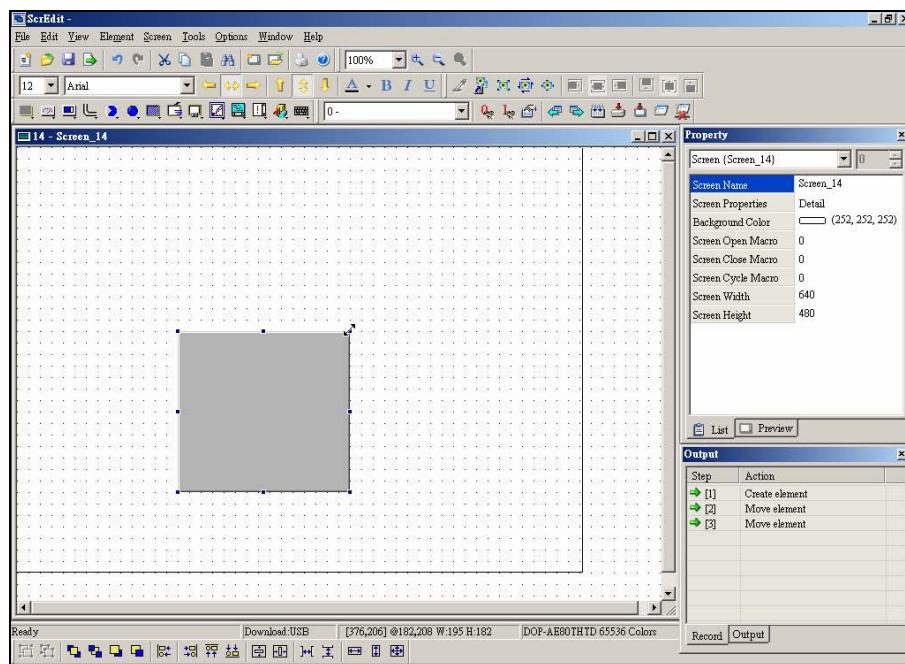 ScrEdit -
File Edit View Element Screen Tools Options Window Help
100%
12 Arial A B I U
0 -
14 - Screen_14
Property
Screen {Screen_14} 0
Screen Name Screen_14
Screen Properties Detail
Background Color (252, 252, 252)
Screen Open Macro 0
Screen Close Macro 0
Screen Cycle Macro 0
Screen Width 640
Screen Height 480
List Preview
Output
Step Action
[1] Create element
[2] Move element
[3] Move element
Record Output
Ready Download:USB [376,206] @182,208 W:195 H:182 DOP-AE80THTD 65536 Colors